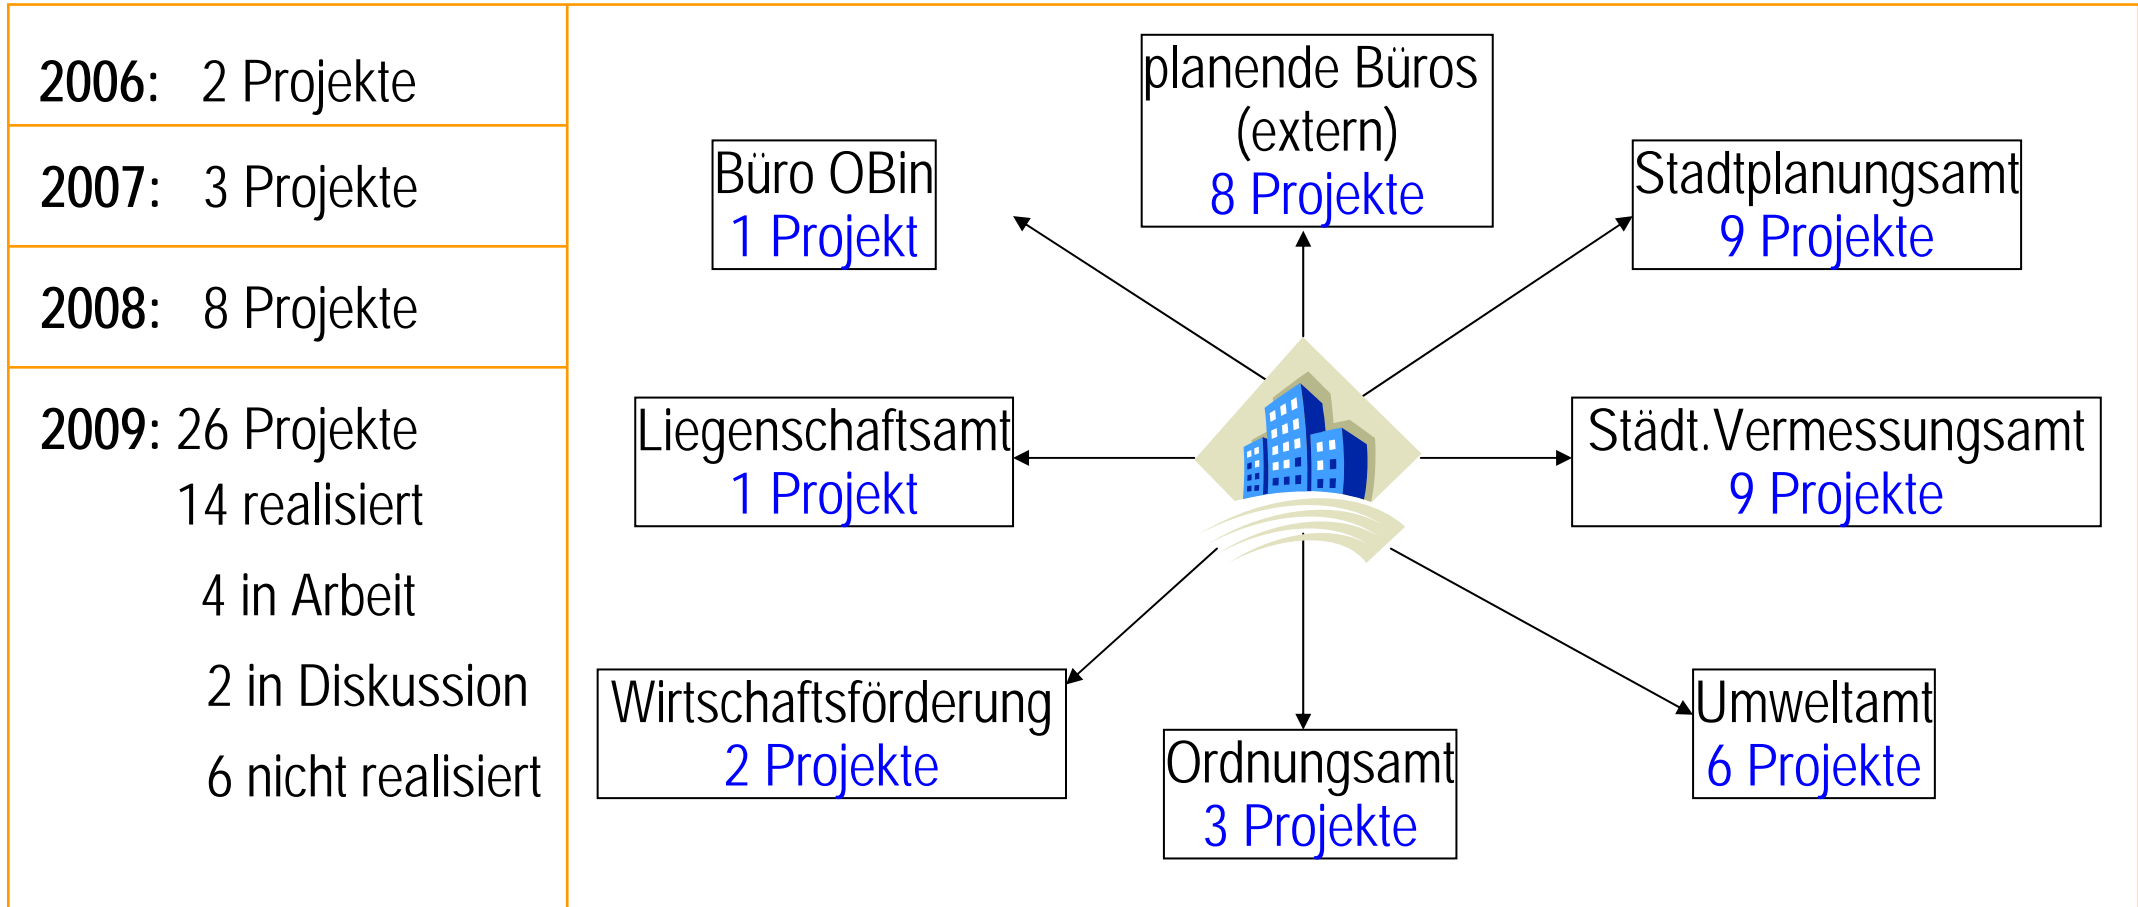 2006: 2 Projekte
2007: 3 Projekte
2008: 8 Projekte
2009: 26 Projekte
14 realisiert
4 in Arbeit
2 in Diskussion
6 nicht realisiert
planende Büros
(extern)
8 Projekte
Büro OBin
1 Projekt
Stadtplanungsamt
9 Projekte
Liegenschaftsamt
1 Projekt
Städt.Vermessungsamt
9 Projekte
Wirtschaftsförderung
2 Projekte
Ordnungsamt
3 Projekte
Umweltamt
6 Projekte